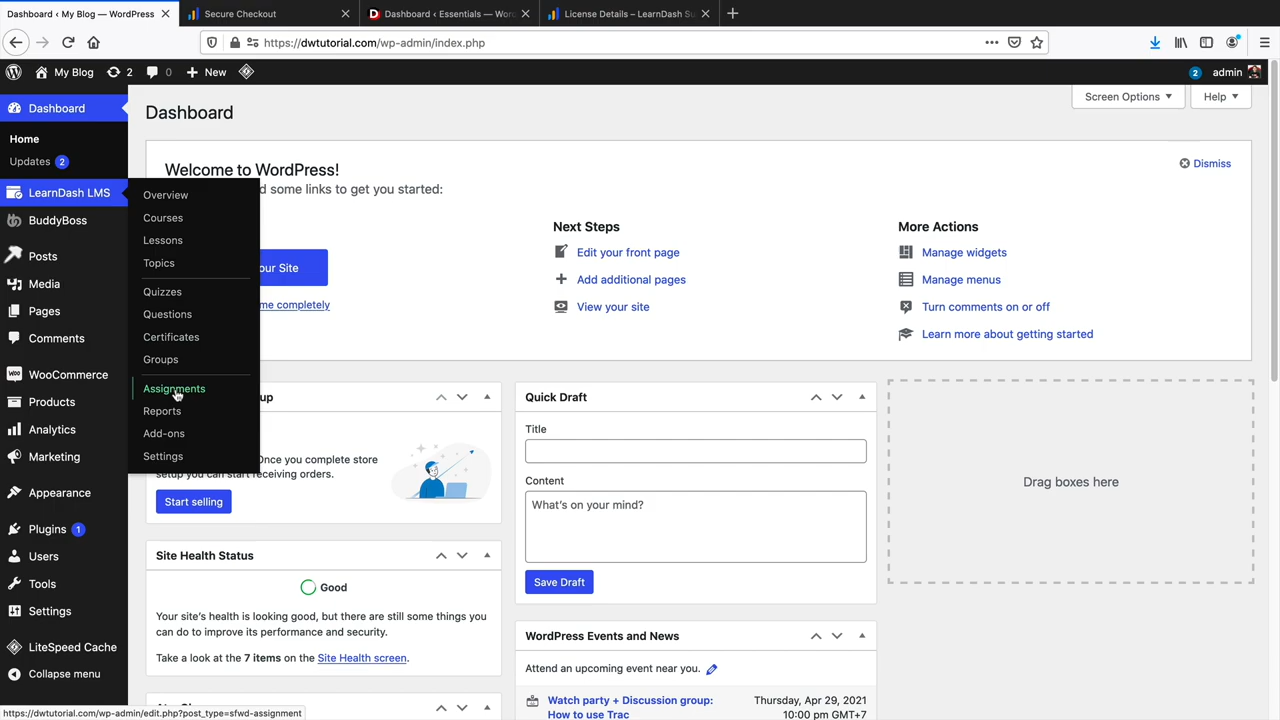 Dashboard ‹ My Blog — WordPress
Secure Checkout
Dashboard ‹ Essentials — Wor
License Details – LearnDash Su
https://dwtutorial.com/wp-admin/index.php
My Blog
2
0
New
2
admin
Dashboard
Home
Updates 2
LearnDash LMS
BuddyBoss
Posts
Media
Pages
Comments
WooCommerce
Products
Analytics
Marketing
Appearance
Plugins 1
Users
Tools
Settings
LiteSpeed Cache
Collapse menu
Overview
Courses
Lessons
Topics
Quizzes
Questions
Certificates
Groups
Assignments
Reports
Add-ons
Settings
Dashboard
Screen Options
Help
Welcome to WordPress!
d some links to get you started:
Dismiss
our Site
me completely
Next Steps
Edit your front page
Add additional pages
View your site
More Actions
Manage widgets
Manage menus
Turn comments on or off
Learn more about getting started
up
Once you complete store
setup you can start receiving orders.
Start selling
Site Health Status
Good
Your site's health is looking good, but there are still some things you
can do to improve its performance and security.
Take a look at the 7 items on the Site Health screen.
Quick Draft
Title
Content
What's on your mind?
Save Draft
WordPress Events and News
Attend an upcoming event near you.
Watch party + Discussion group:
How to use Trac
Thursday, Apr 29, 2021
10:00 pm GMT+7
Drag boxes here
https://dwtutorial.com/wp-admin/edit.php?post_type=sfwd-assignment